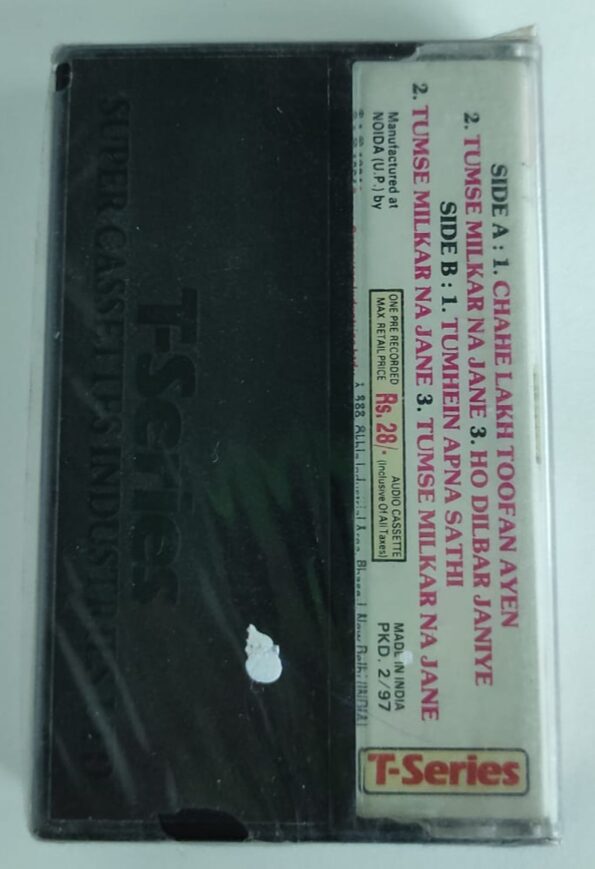 SIDE A : 1. CHAHE LAKH TOOFAN AYEN
2. TUMSE MILKAR NA JANE 3. HO DILBAR JANIYE
SIDE B : 1. TUMHEIN APNA SATHI
2. TUMSE MILKAR NA JANE 3. TUMSE MILKAR NA JANE
Manufactured at
NOIDA (U.P.) by
ONE PRE RECORDED
MAX. RETAIL PRICE
Rs. 28/-
AUDIO CASSETTE
(Inclusive Of All Taxes)
MADE IN INDIA
PKD. 2/97
T-Series
T-Series
SUPER CASSETTES INDUSTRIES